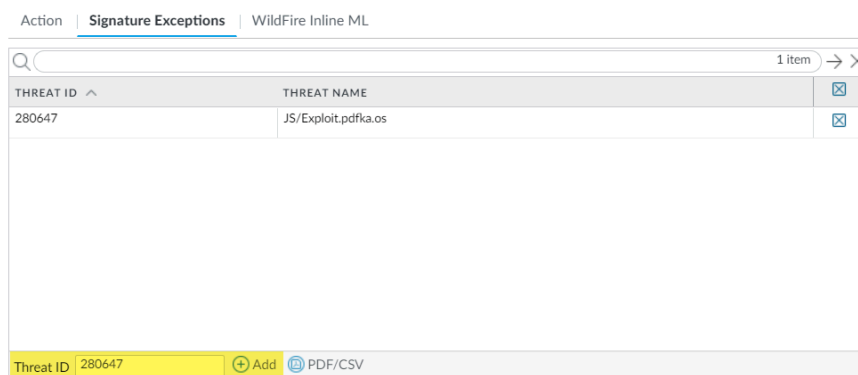 Action Signature Exceptions WildFire Inline ML
1 item
THREAT ID THREAT NAME
280647 JS/Exploit.pdfka.os
Threat ID 280647 Add PDF/CSV